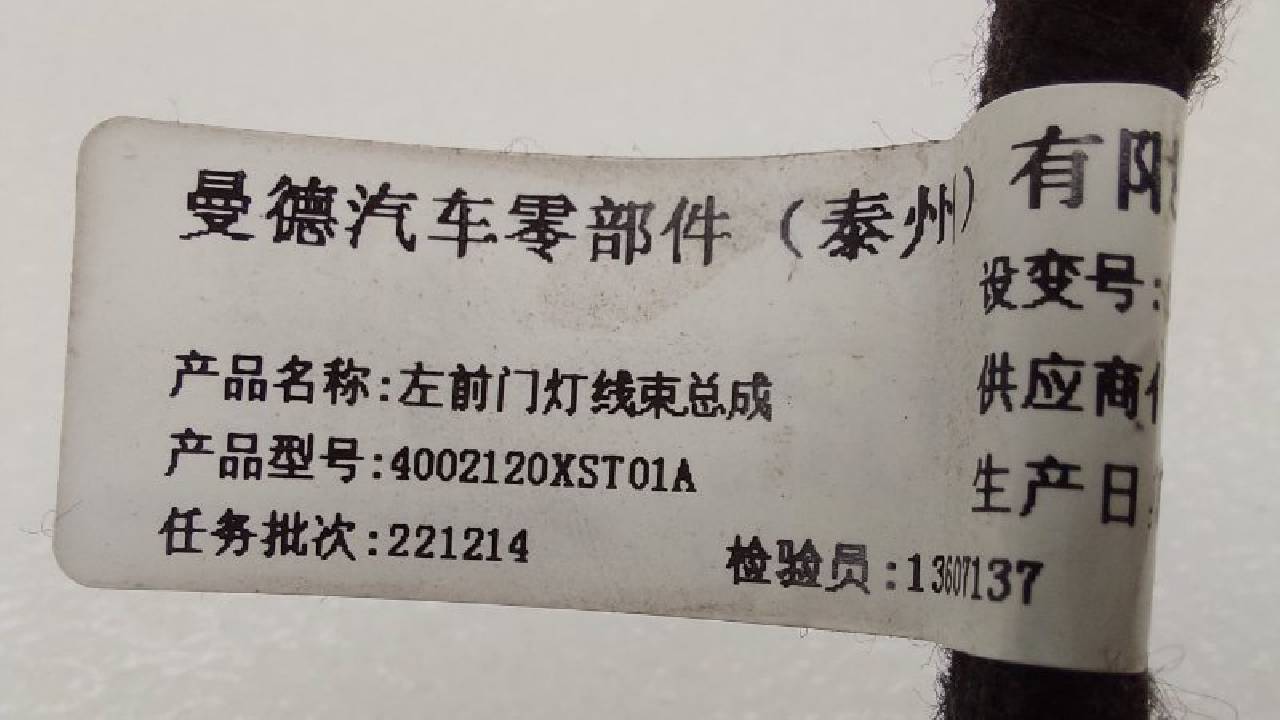 曼德汽车零部件（泰州）有限
设变号:
产品名称:左前门灯线束总成 供应商
产品型号:4002120XST01A 生产日
任务批次:221214 检验员:13607137